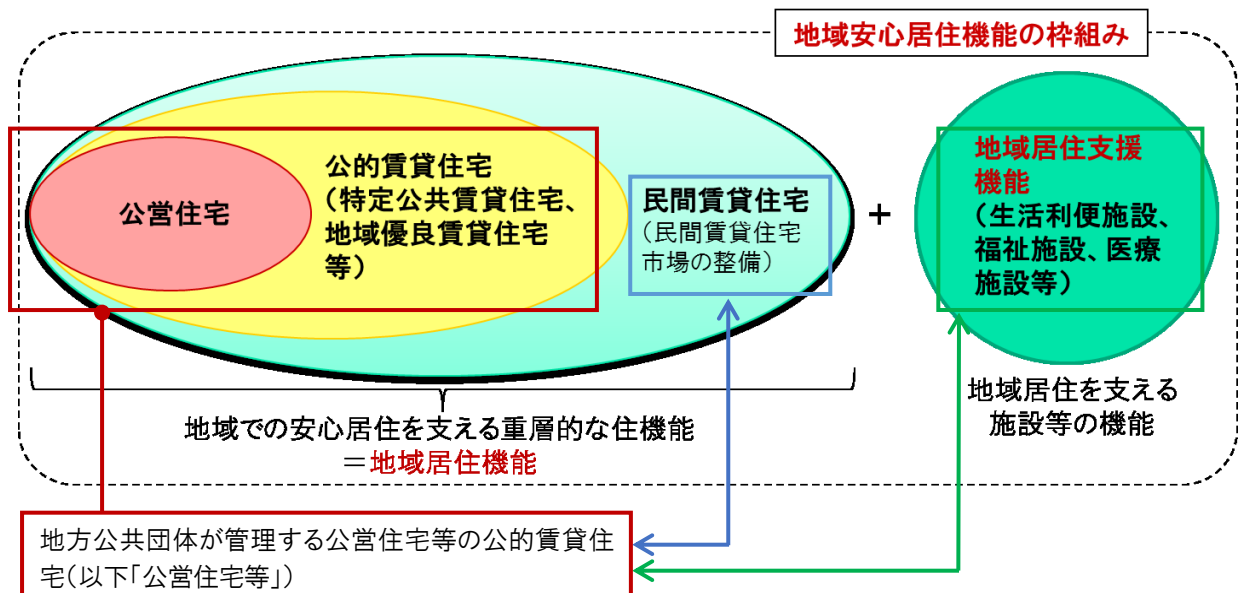 地域安心居住機能の枠組み
公営住宅
公的賃貸住宅
（特定公共賃貸住宅、
地域優良賃貸住宅
等）
民間賃貸住宅
（民間賃貸住宅
市場の整備）
+
地域居住支援
機能
（生活利便施設、
福祉施設、医療
施設等）
地域での安心居住を支える重層的な住機能
＝地域居住機能
地域居住を支える
施設等の機能
地方公共団体が管理する公営住宅等の公的賃貸住
宅（以下「公営住宅等」）